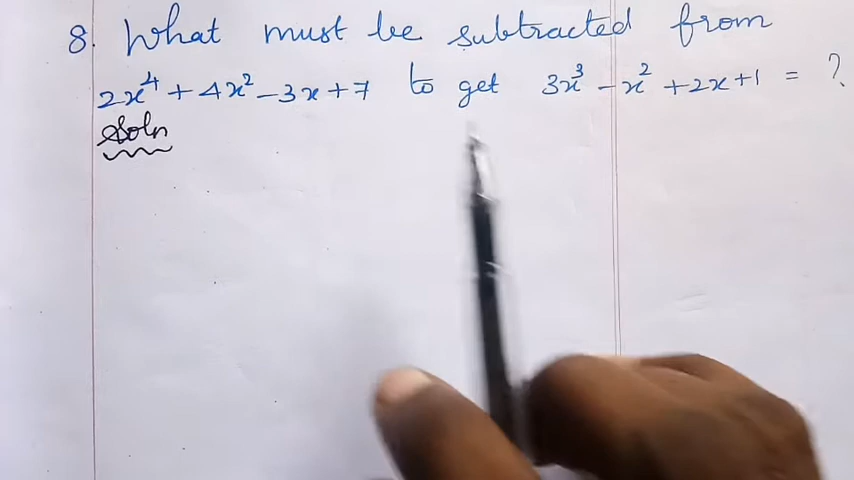 8. What must be subtracted from
2x⁴ + 4x² - 3x + 7 to get 3x³ - x² + 2x + 1 = ?
Soln